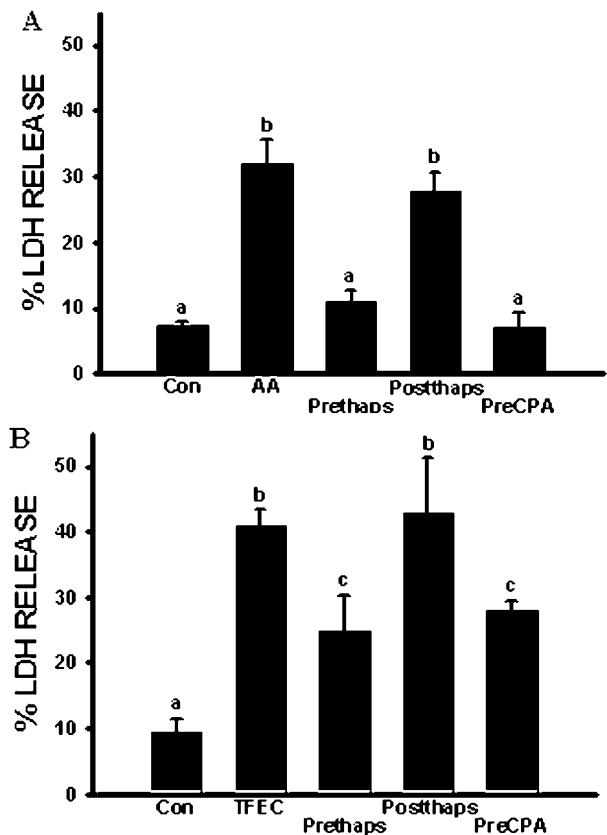 A
% LDH RELEASE
50
40
30
20
10
0
a
b
a
b
a
Con AA Prethaps Postthaps PreCPA
B
% LDH RELEASE
50
40
30
20
10
0
a
b
c
b
c
Con TFEC Prethaps Postthaps PreCPA